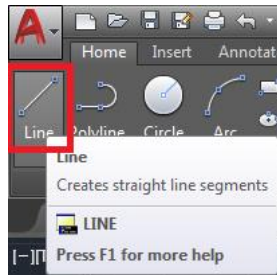 Home Insert Annotat
Line Polyline Circle Arc
Line
Creates straight line segments
LINE
Press F1 for more help
[−]